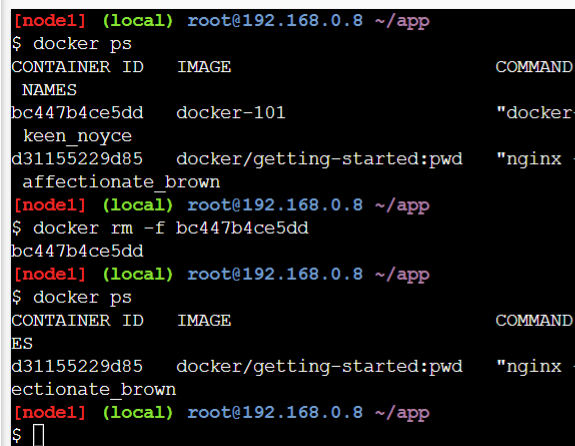 [node1] (local) root@192.168.0.8 ~/app
$ docker ps
CONTAINER ID   IMAGE                        COMMAND
 NAMES
bc447b4ce5dd   docker-101                   "docker-
 keen_noyce
d31155229d85   docker/getting-started:pwd   "nginx -
 affectionate_brown
[node1] (local) root@192.168.0.8 ~/app
$ docker rm -f bc447b4ce5dd
bc447b4ce5dd
[node1] (local) root@192.168.0.8 ~/app
$ docker ps
CONTAINER ID   IMAGE                        COMMAND
ES
d31155229d85   docker/getting-started:pwd   "nginx -
ectionate_brown
[node1] (local) root@192.168.0.8 ~/app
$